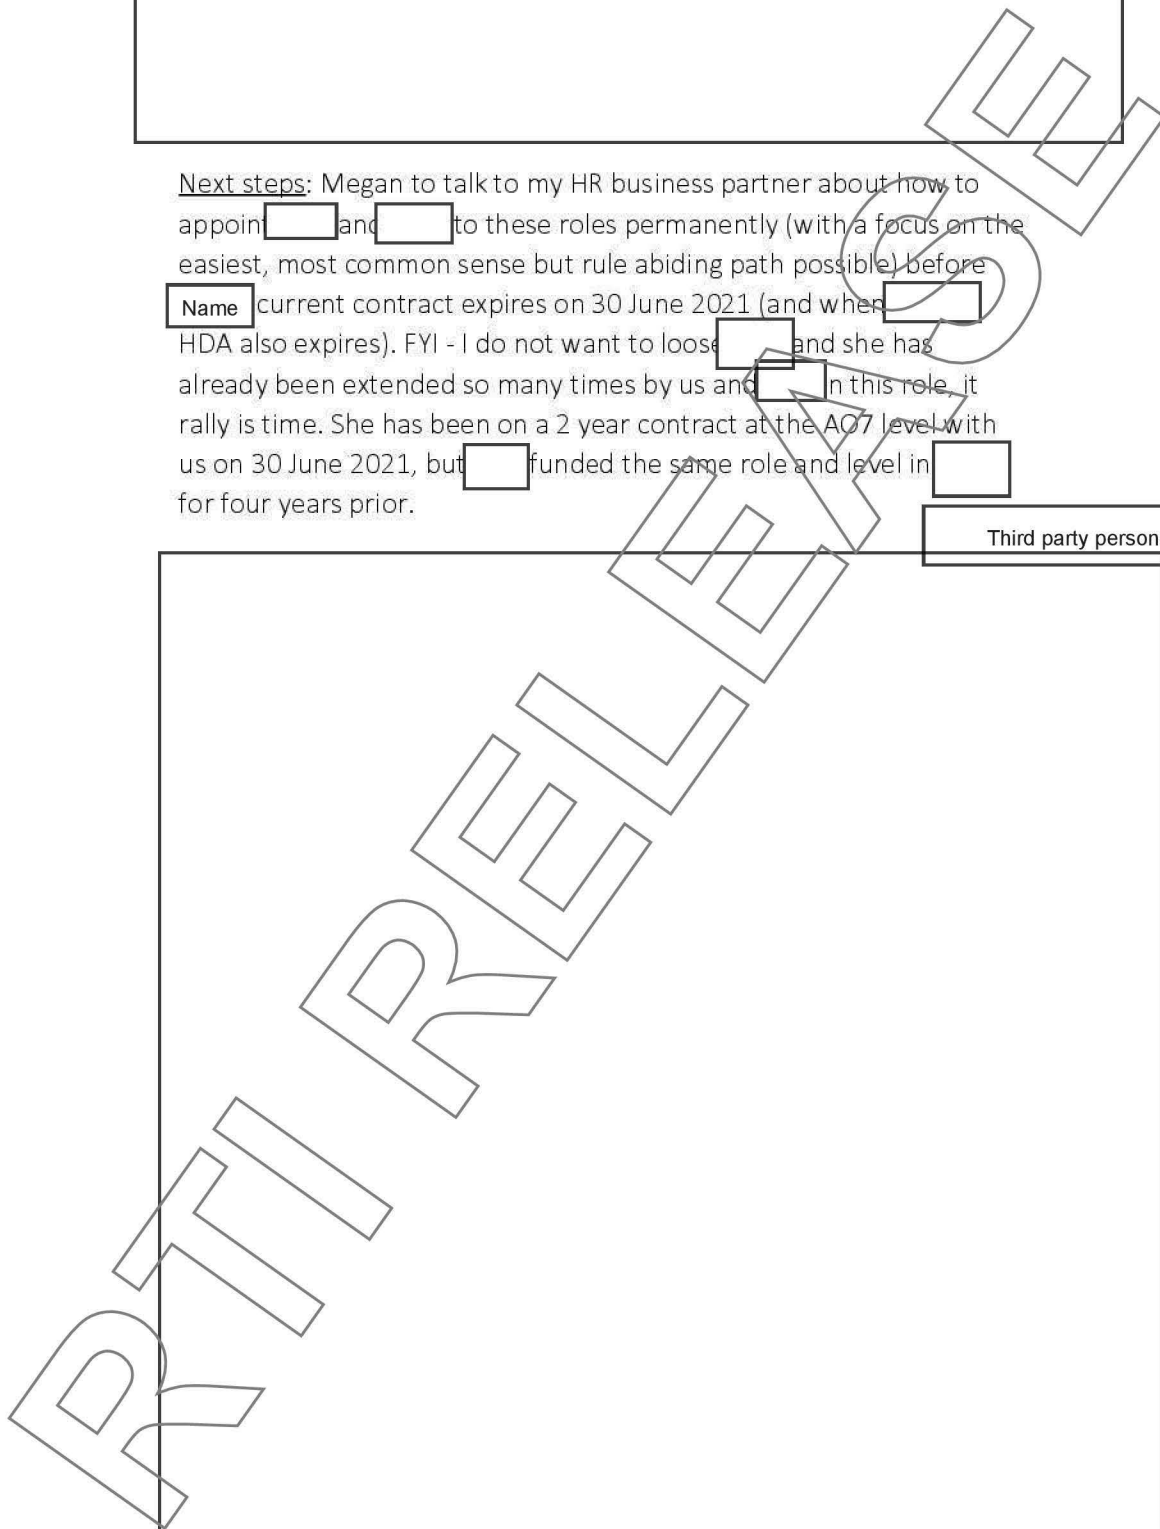 Next steps: Megan to talk to my HR business partner about how to
appoint and to these roles permanently (with a focus on the
easiest, most common sense but rule abiding path possible) before
Name current contract expires on 30 June 2021 (and when
HDA also expires). FYI - I do not want to loose and she has
already been extended so many times by us and in this role, it
rally is time. She has been on a 2 year contract at the AO7 level with
us on 30 June 2021, but funded the same role and level in
for four years prior.
Third party person
RTI RELEASE